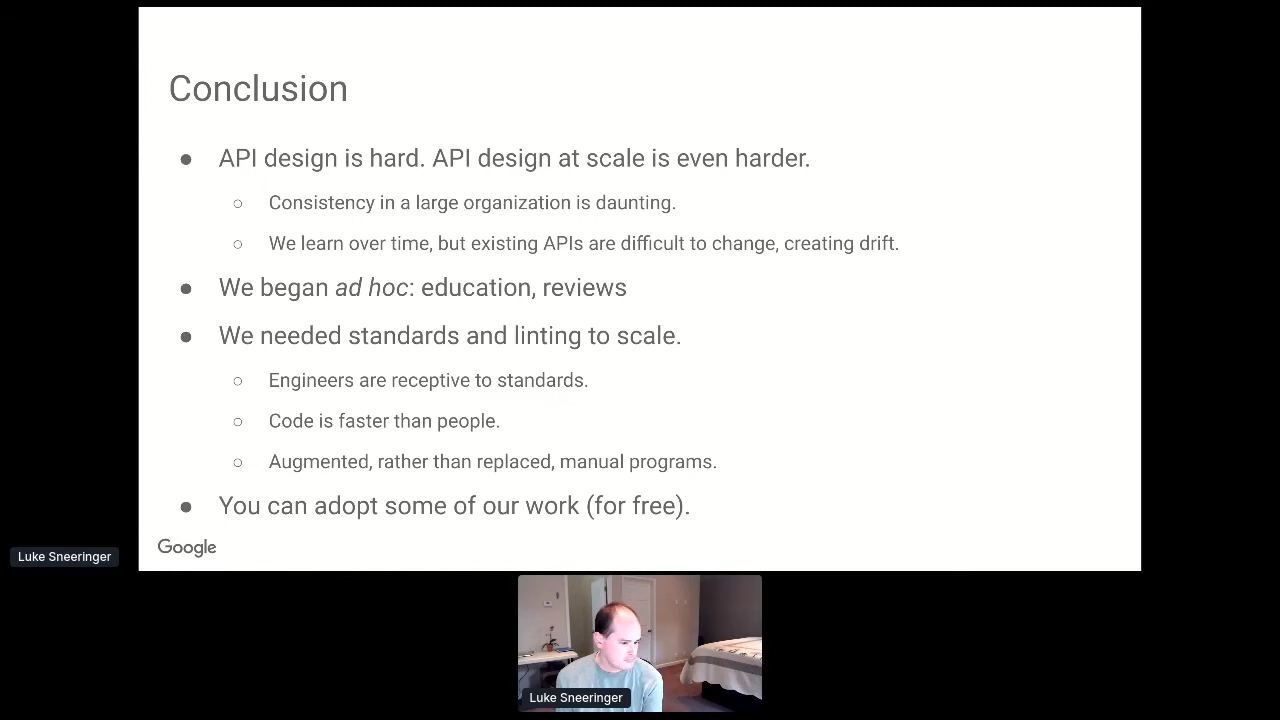 Conclusion
● API design is hard. API design at scale is even harder.
○ Consistency in a large organization is daunting.
○ We learn over time, but existing APIs are difficult to change, creating drift.
● We began ad hoc: education, reviews
● We needed standards and linting to scale.
○ Engineers are receptive to standards.
○ Code is faster than people.
○ Augmented, rather than replaced, manual programs.
● You can adopt some of our work (for free).
Google
Luke Sneeringer
Luke Sneeringer